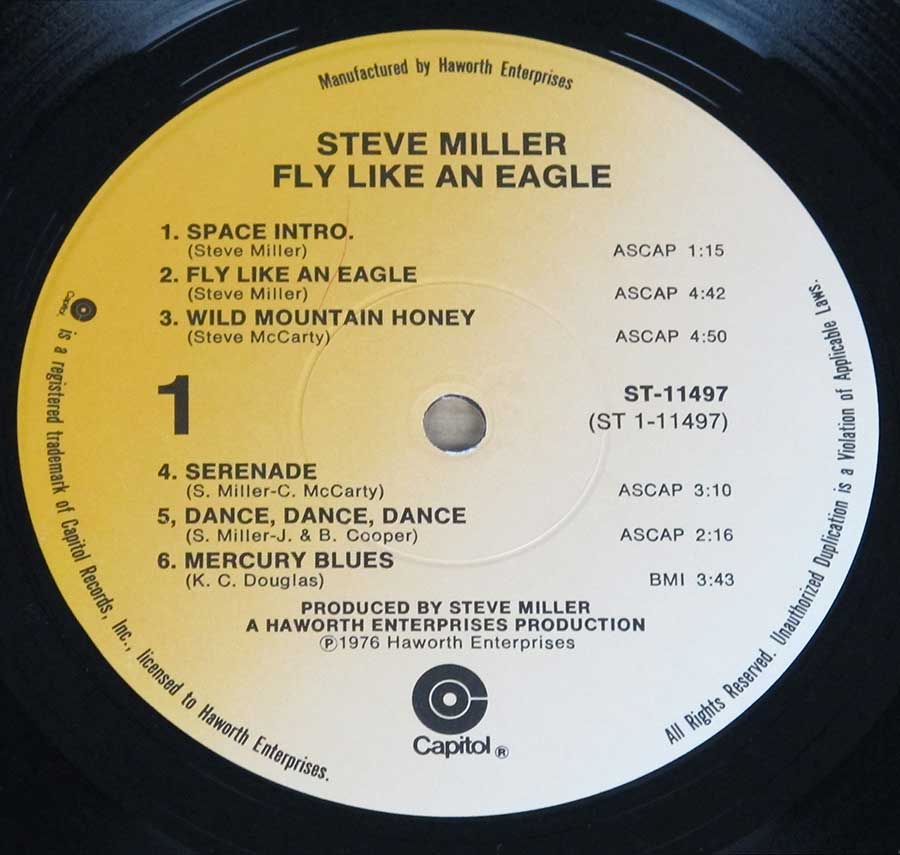 Manufactured by Haworth Enterprises
STEVE MILLER
FLY LIKE AN EAGLE
1. SPACE INTRO.
(Steve Miller) ASCAP 1:15
2. FLY LIKE AN EAGLE
(Steve Miller) ASCAP 4:42
3. WILD MOUNTAIN HONEY
(Steve McCarty) ASCAP 4:50
1
ST-11497
(ST 1-11497)
4. SERENADE
(S. Miller-C. McCarty) ASCAP 3:10
5, DANCE, DANCE, DANCE
(S. Miller-J. & B. Cooper) ASCAP 2:16
6. MERCURY BLUES
(K. C. Douglas) BMI 3:43
PRODUCED BY STEVE MILLER
A HAWORTH ENTERPRISES PRODUCTION
℗1976 Haworth Enterprises
Capitol ®
Capitol. is a registered trademark of Capitol Records, Inc., licensed to Haworth Enterprises.
All Rights Reserved. Unauthorized Duplication is a Violation of Applicable Laws.